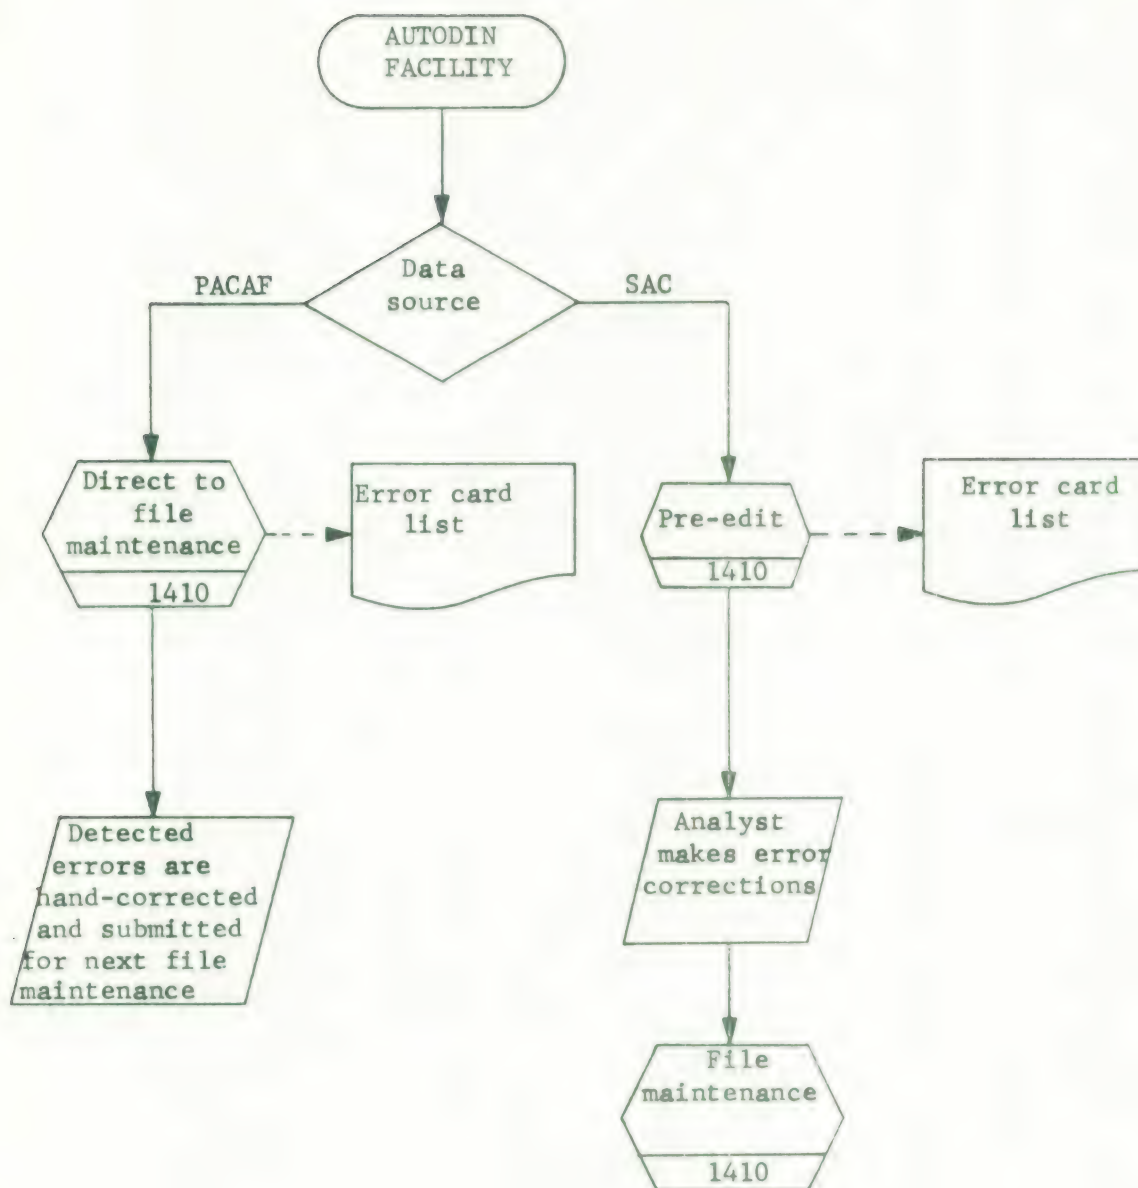 AUTODIN
FACILITY
Data
source
PACAF
SAC
Direct to
file
maintenance
1410
Error card
list
Pre-edit
1410
Error card
list
Detected
errors are
hand-corrected
and submitted
for next file
maintenance
Analyst
makes error
corrections
File
maintenance
1410